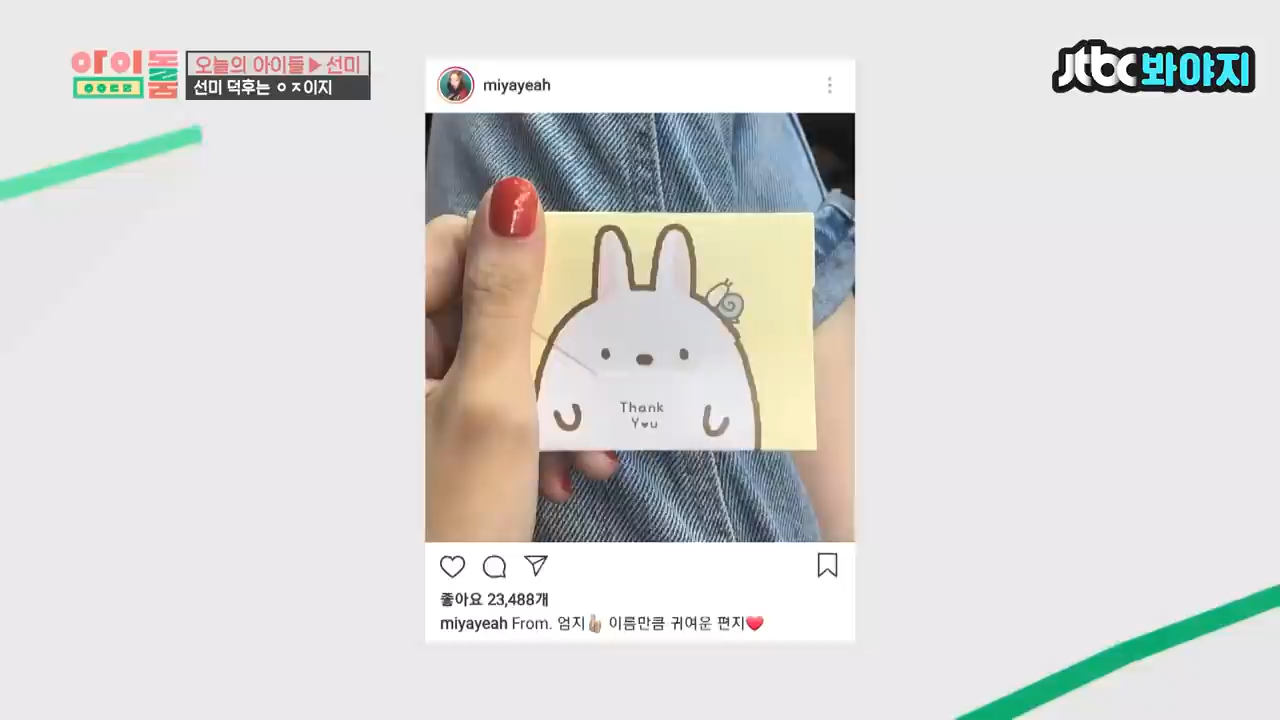 아이돌룸
오늘의 아이돌▶선미
선미 덕후는 ㅇㅈ이지
jtbc 봐야지
miyayeah
Thank
Y♥u
좋아요 23,488개
miyayeah From. 엄지👍🏼 이름만큼 귀여운 편지❤️